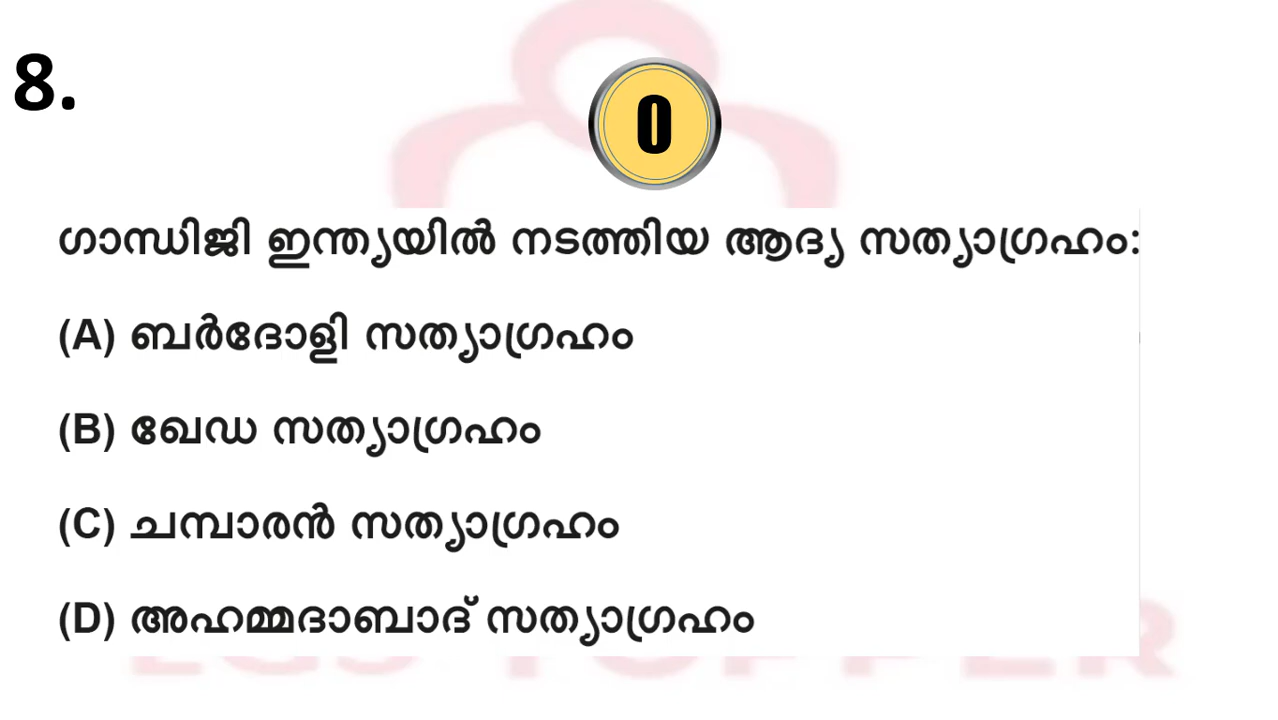 8.
0
ഗാന്ധിജി ഇന്ത്യയിൽ നടത്തിയ ആദ്യ സത്യാഗ്രഹം:
(A) ബർദോളി സത്യാഗ്രഹം
(B) ഖേഡ സത്യാഗ്രഹം
(C) ചമ്പാരൻ സത്യാഗ്രഹം
(D) അഹമ്മദാബാദ് സത്യാഗ്രഹം